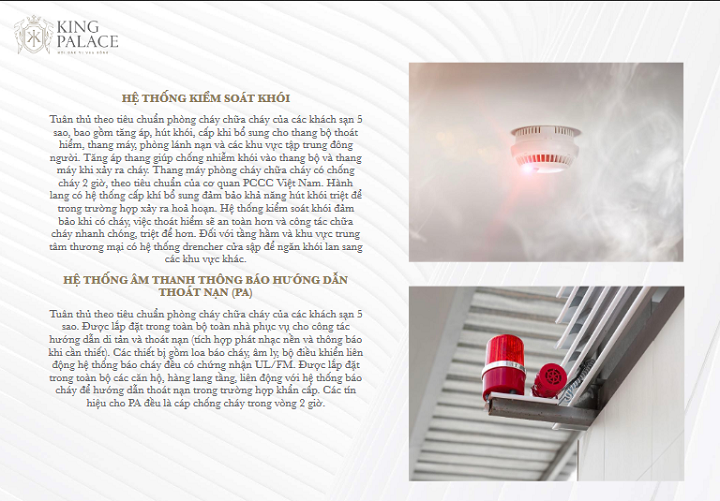 KING
PALACE
HỆ THỐNG KIỂM SOÁT KHÓI
Tuân thủ theo tiêu chuẩn phòng cháy chữa cháy của các khách sạn 5
sao, bao gồm tăng áp, hút khói, cấp khí bổ sung cho thang bộ thoát
hiểm, thang máy, phòng lánh nạn và các khu vực tập trung đông
người. Tăng áp thang giúp chống nhiễm khói vào thang bộ và thang
máy khi xảy ra cháy. Thang máy phòng cháy chữa cháy có chống
cháy 2 giờ, theo tiêu chuẩn của cơ quan PCCC Việt Nam. Hành
lang có hệ thống cấp khí bổ sung đảm bảo khả năng hút khói triệt để
trong trường hợp xảy ra hoả hoạn. Hệ thống kiểm soát khói đảm
bảo khi có cháy, việc thoát hiểm sẽ an toàn hơn và công tác chữa
cháy nhanh chóng, triệt để hơn. Đối với tầng hầm và khu vực trung
tâm thương mại có hệ thống drencher cửa sập để ngăn khói lan sang
các khu vực khác.
HỆ THỐNG ÂM THANH THÔNG BÁO HƯỚNG DẪN
THOÁT NẠN (PA)
Tuân thủ theo tiêu chuẩn phòng cháy chữa cháy của các khách sạn 5
sao. Được lắp đặt trong toàn bộ toàn nhà phục vụ cho công tác
hướng dẫn di tản và thoát nạn (tích hợp phát nhạc nền và thông báo
khi cần thiết). Các thiết bị gồm loa báo cháy, âm ly, bộ điều khiển liên
động hệ thống báo cháy đều có chứng nhận UL/FM. Được lắp đặt
trong toàn bộ các căn hộ, hàng lang tầng, liên động với hệ thống báo
cháy để hướng dẫn thoát nạn trong trường hợp khẩn cấp. Các tín
hiệu cho PA đều là cáp chống cháy trong vòng 2 giờ.